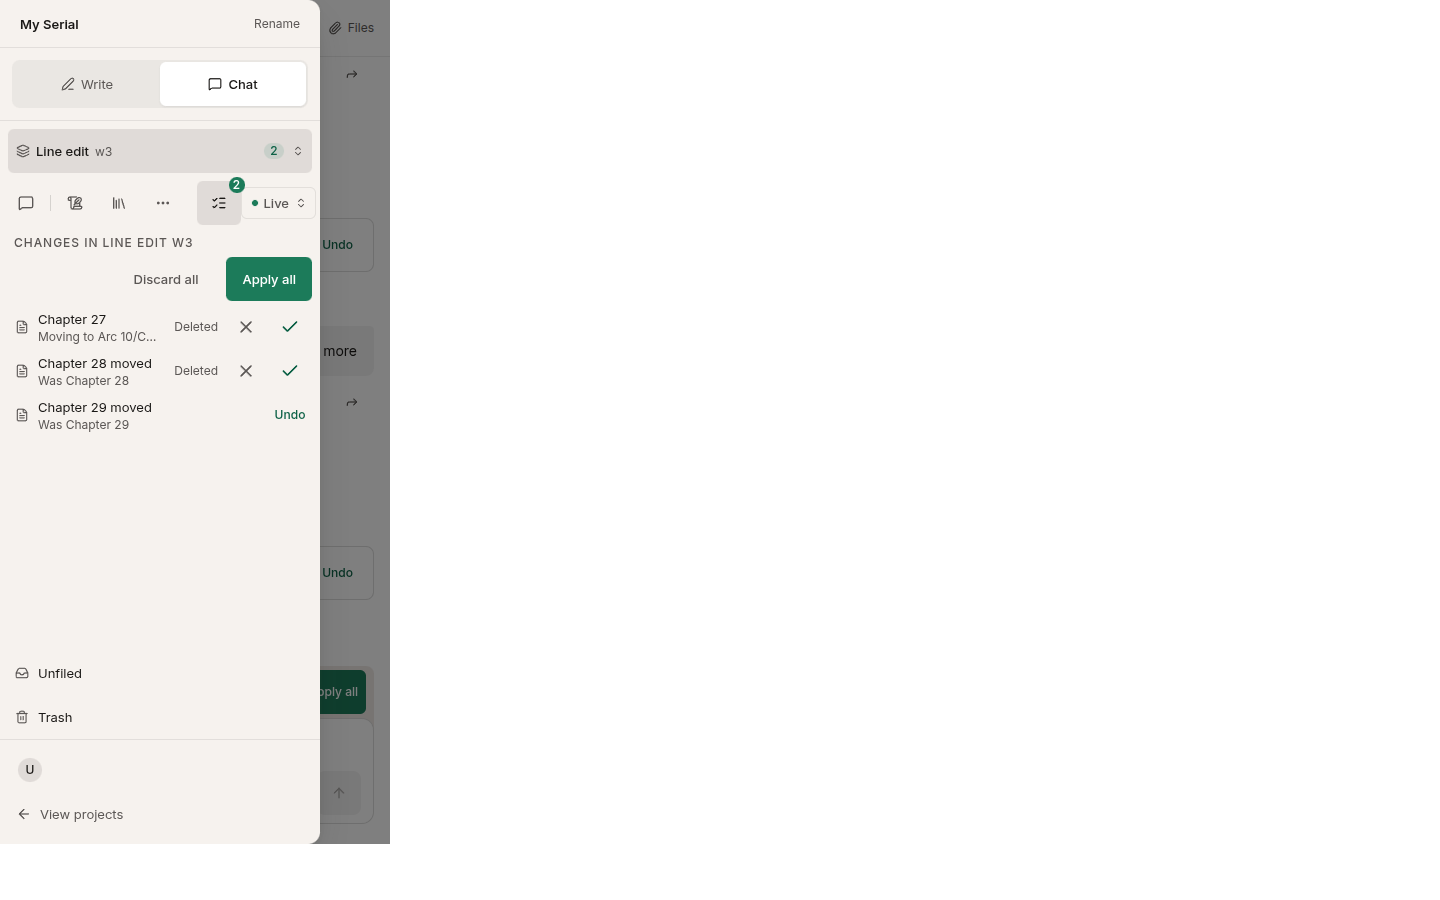 My Serial
Rename
Files
Write
Chat
Line edit w3
2
2
Live
CHANGES IN LINE EDIT W3
Undo
Discard all
Apply all
Chapter 27
Moving to Arc 10/C...
Deleted
more
Chapter 28 moved
Was Chapter 28
Deleted
Chapter 29 moved
Was Chapter 29
Undo
Undo
Unfiled
pply all
Trash
U
View projects